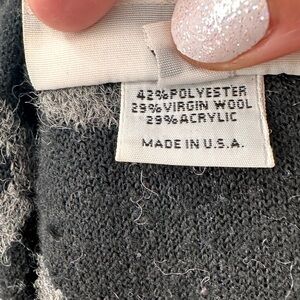 42%POLYESTER
29%VIRGIN WOOL
29%ACRYLIC
MADE IN U.S.A.